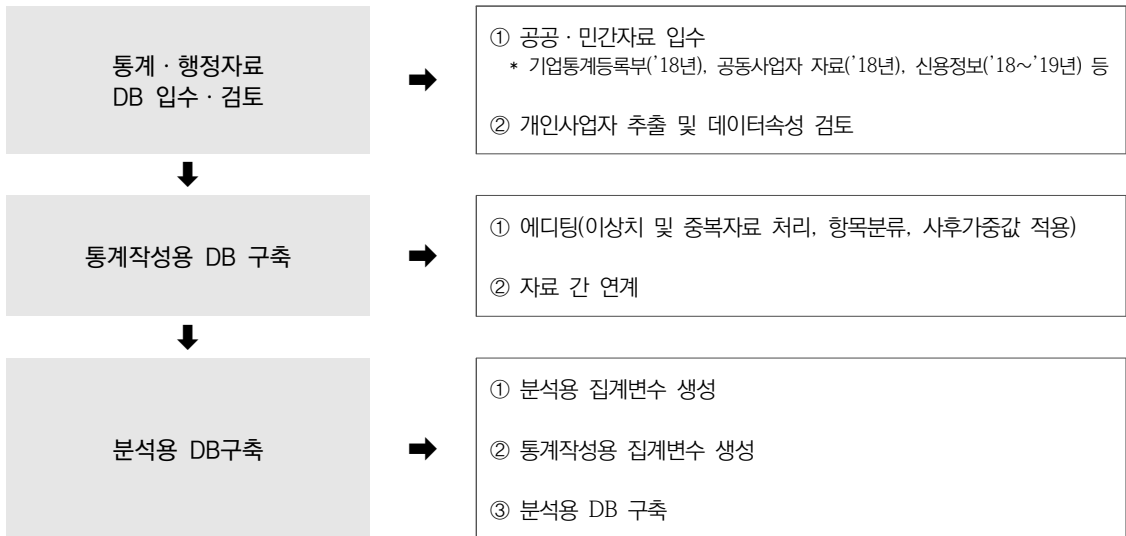 통계·행정자료
DB 입수·검토
① 공공·민간자료 입수
* 기업통계등록부('18년), 공동사업자 자료('18년), 신용정보('18~'19년) 등
② 개인사업자 추출 및 데이터속성 검토
통계작성용 DB 구축
① 에디팅(이상치 및 중복자료 처리, 항목분류, 사후가중값 적용)
② 자료 간 연계
분석용 DB구축
① 분석용 집계변수 생성
② 통계작성용 집계변수 생성
③ 분석용 DB 구축